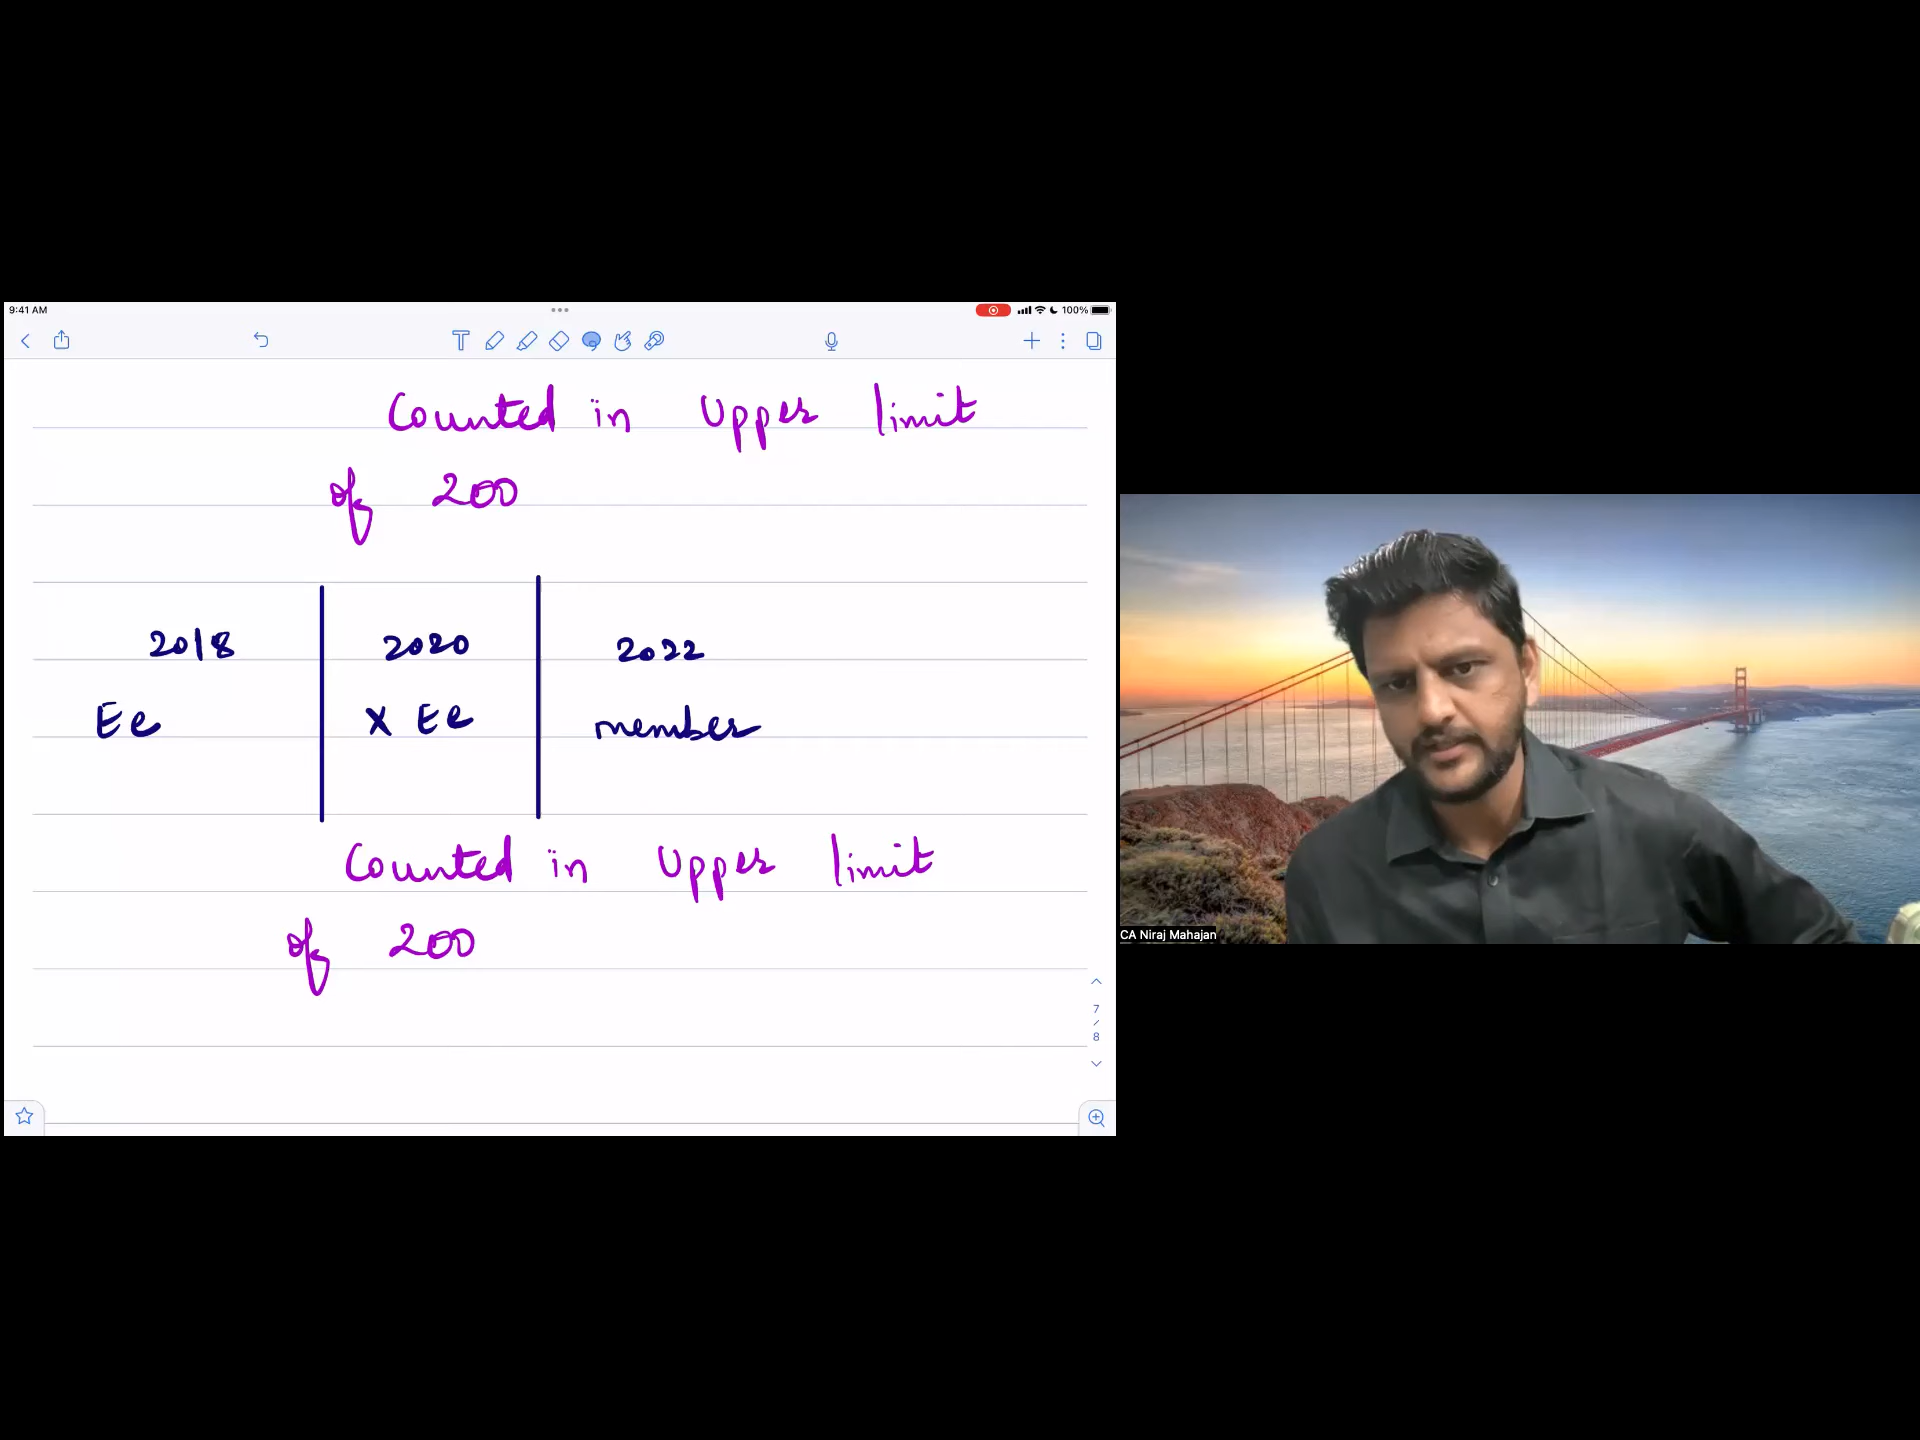 9:41 AM
100%
Counted in Upper limit
of 200
2018 2020 2022
Ee X Ee member
Counted in Upper limit
of 200
7
/
8
CA Niraj Mahajan